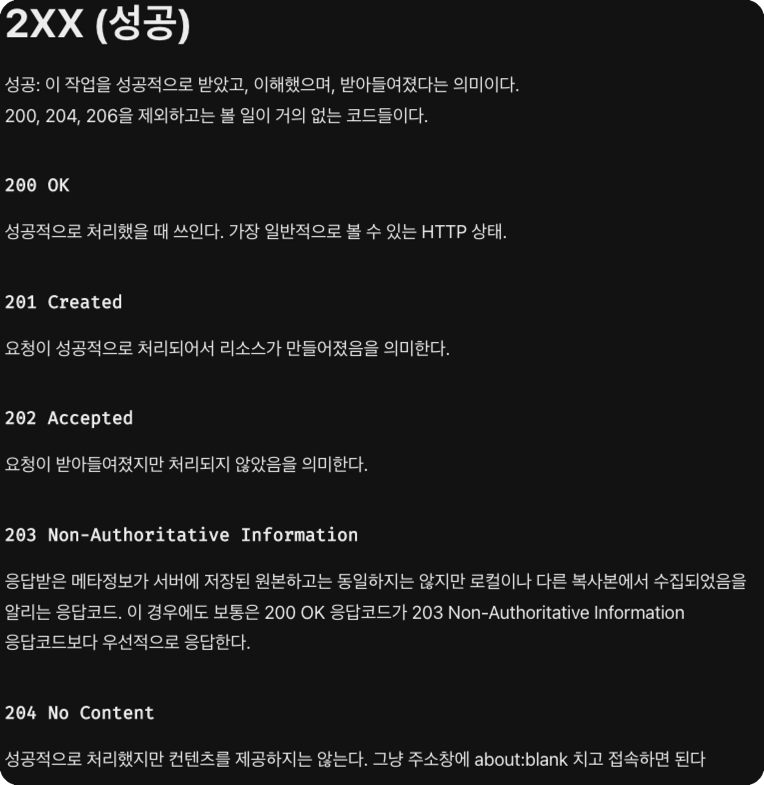 2XX (성공)
성공: 이 작업을 성공적으로 받았고, 이해했으며, 받아들여졌다는 의미이다.
200, 204, 206을 제외하고는 볼 일이 거의 없는 코드들이다.
200 OK
성공적으로 처리했을 때 쓰인다. 가장 일반적으로 볼 수 있는 HTTP 상태.
201 Created
요청이 성공적으로 처리되어서 리소스가 만들어졌음을 의미한다.
202 Accepted
요청이 받아들여졌지만 처리되지 않았음을 의미한다.
203 Non-Authoritative Information
응답받은 메타정보가 서버에 저장된 원본하고는 동일하지는 않지만 로컬이나 다른 복사본에서 수집되었음을
알리는 응답코드. 이 경우에도 보통은 200 OK 응답코드가 203 Non-Authoritative Information
응답코드보다 우선적으로 응답한다.
204 No Content
성공적으로 처리했지만 컨텐츠를 제공하지는 않는다. 그냥 주소창에 about:blank 치고 접속하면 된다